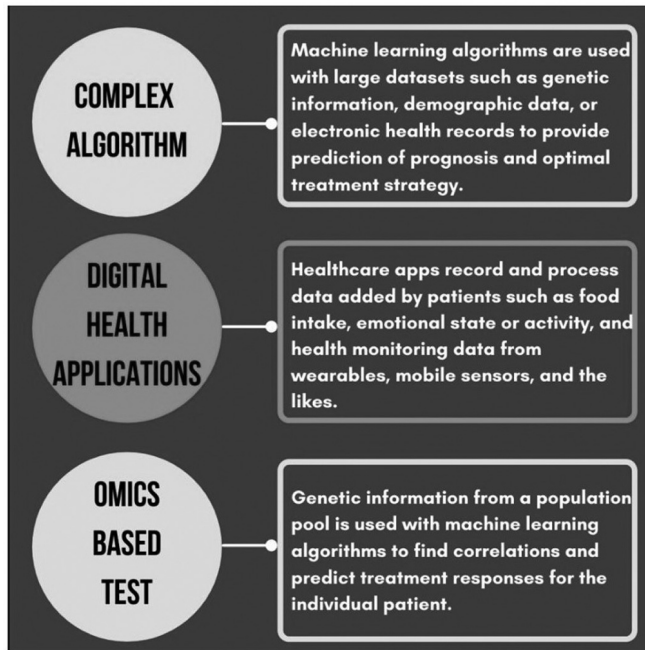 COMPLEX
ALGORITHM
Machine learning algorithms are used
with large datasets such as genetic
information, demographic data, or
electronic health records to provide
prediction of prognosis and optimal
treatment strategy.
DIGITAL
HEALTH
APPLICATIONS
Healthcare apps record and process
data added by patients such as food
intake, emotional state or activity, and
health monitoring data from
wearables, mobile sensors, and the
likes.
OMICS
BASED
TEST
Genetic information from a population
pool is used with machine learning
algorithms to find correlations and
predict treatment responses for the
individual patient.